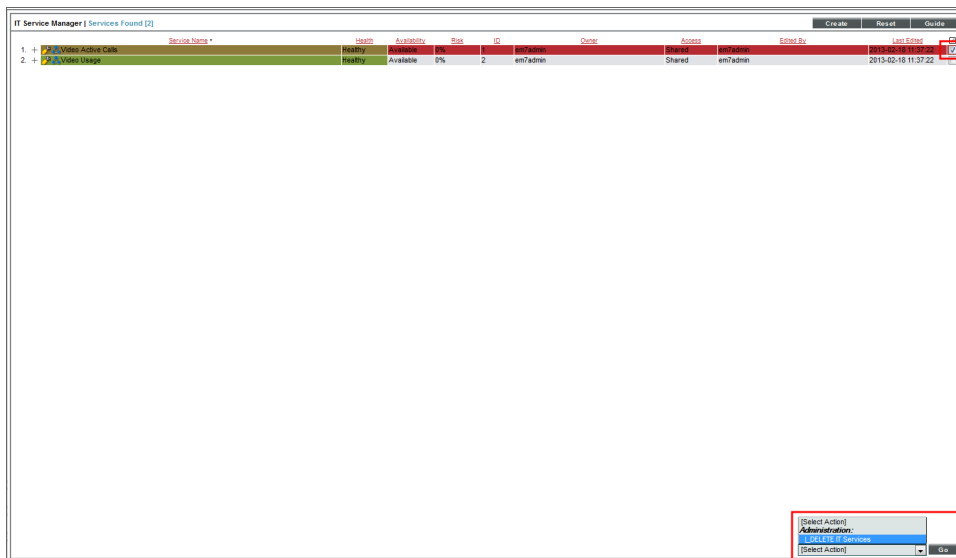 IT Service Manager | Services Found [2]
Create Reset Guide
Service Name • Health Availability Risk ID Owner Access Edited By Last Edited
1. + Video Active Calls Healthy Available 0% 1 em7admin Shared em7admin 2013-02-18 11:37:22
2. + Video Usage Healthy Available 0% 2 em7admin Shared em7admin 2013-02-18 11:37:22
[Select Action]
Administration:
|_DELETE IT Services
[Select Action] Go